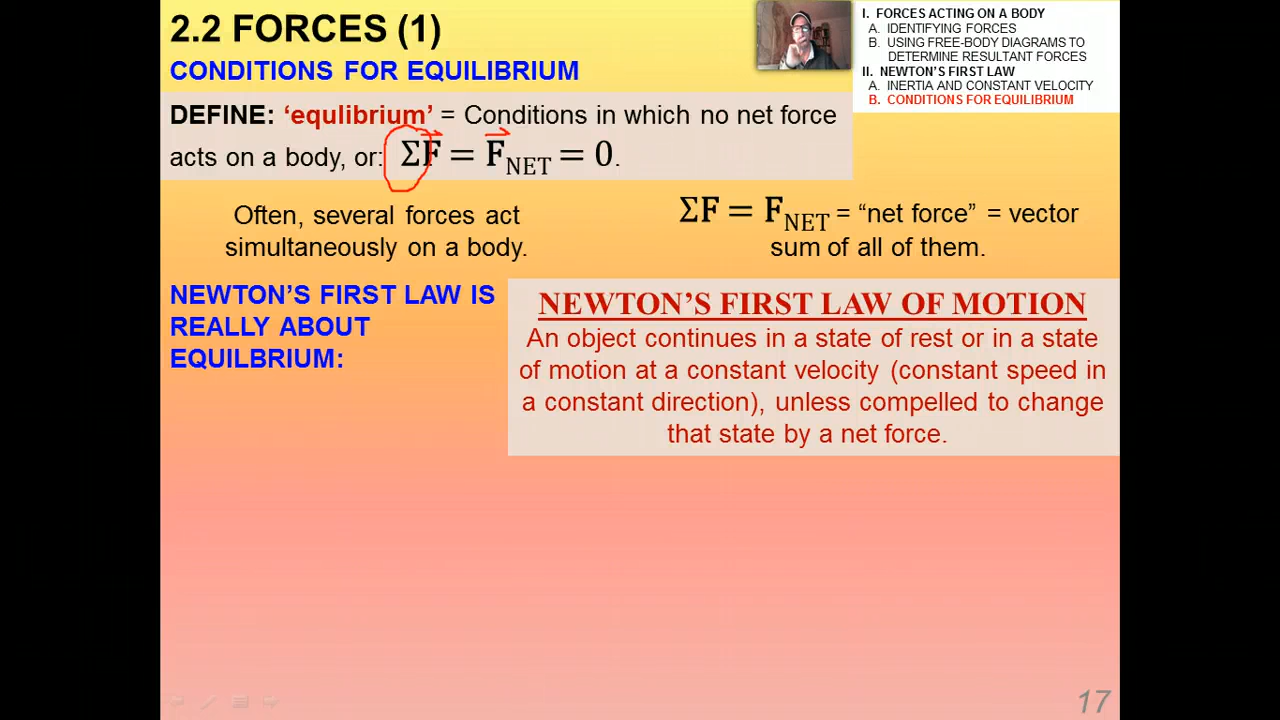 2.2 FORCES (1)
CONDITIONS FOR EQUILIBRIUM
I. FORCES ACTING ON A BODY
A. IDENTIFYING FORCES
B. USING FREE-BODY DIAGRAMS TO
DETERMINE RESULTANT FORCES
II. NEWTON'S FIRST LAW
A. INERTIA AND CONSTANT VELOCITY
B. CONDITIONS FOR EQUILIBRIUM
DEFINE: ‘equlibrium’ = Conditions in which no net force
acts on a body, or: ΣF = F_NET = 0.
Often, several forces act
simultaneously on a body.
ΣF = F_NET = “net force” = vector
sum of all of them.
NEWTON'S FIRST LAW IS
REALLY ABOUT
EQUILBRIUM:
NEWTON'S FIRST LAW OF MOTION
An object continues in a state of rest or in a state
of motion at a constant velocity (constant speed in
a constant direction), unless compelled to change
that state by a net force.
17